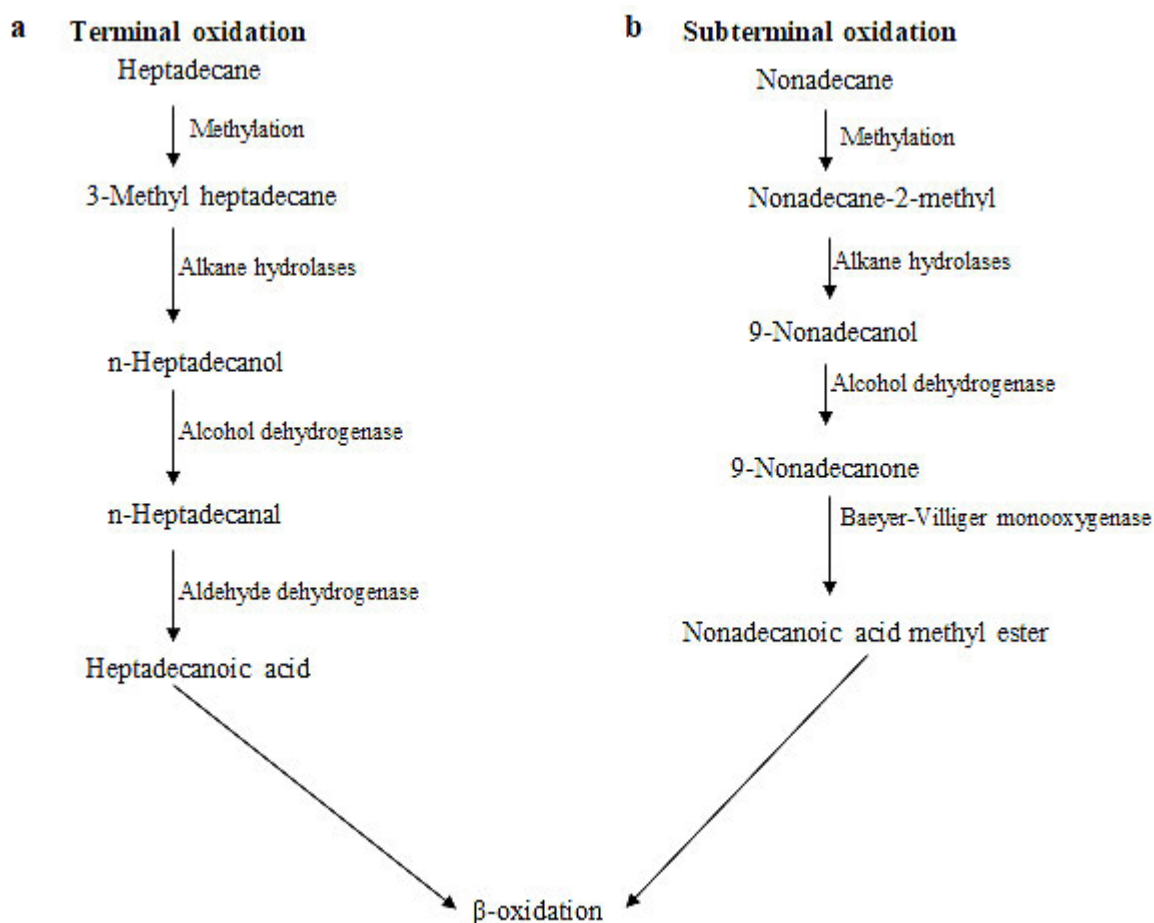 a Terminal oxidation
Heptadecane
Methylation
3-Methyl heptadecane
Alkane hydrolases
n-Heptadecanol
Alcohol dehydrogenase
n-Heptadecanal
Aldehyde dehydrogenase
Heptadecanoic acid
b Subterminal oxidation
Nonadecane
Methylation
Nonadecane-2-methyl
Alkane hydrolases
9-Nonadecanol
Alcohol dehydrogenase
9-Nonadecanone
Baeyer-Villiger monooxygenase
Nonadecanoic acid methyl ester
β-oxidation